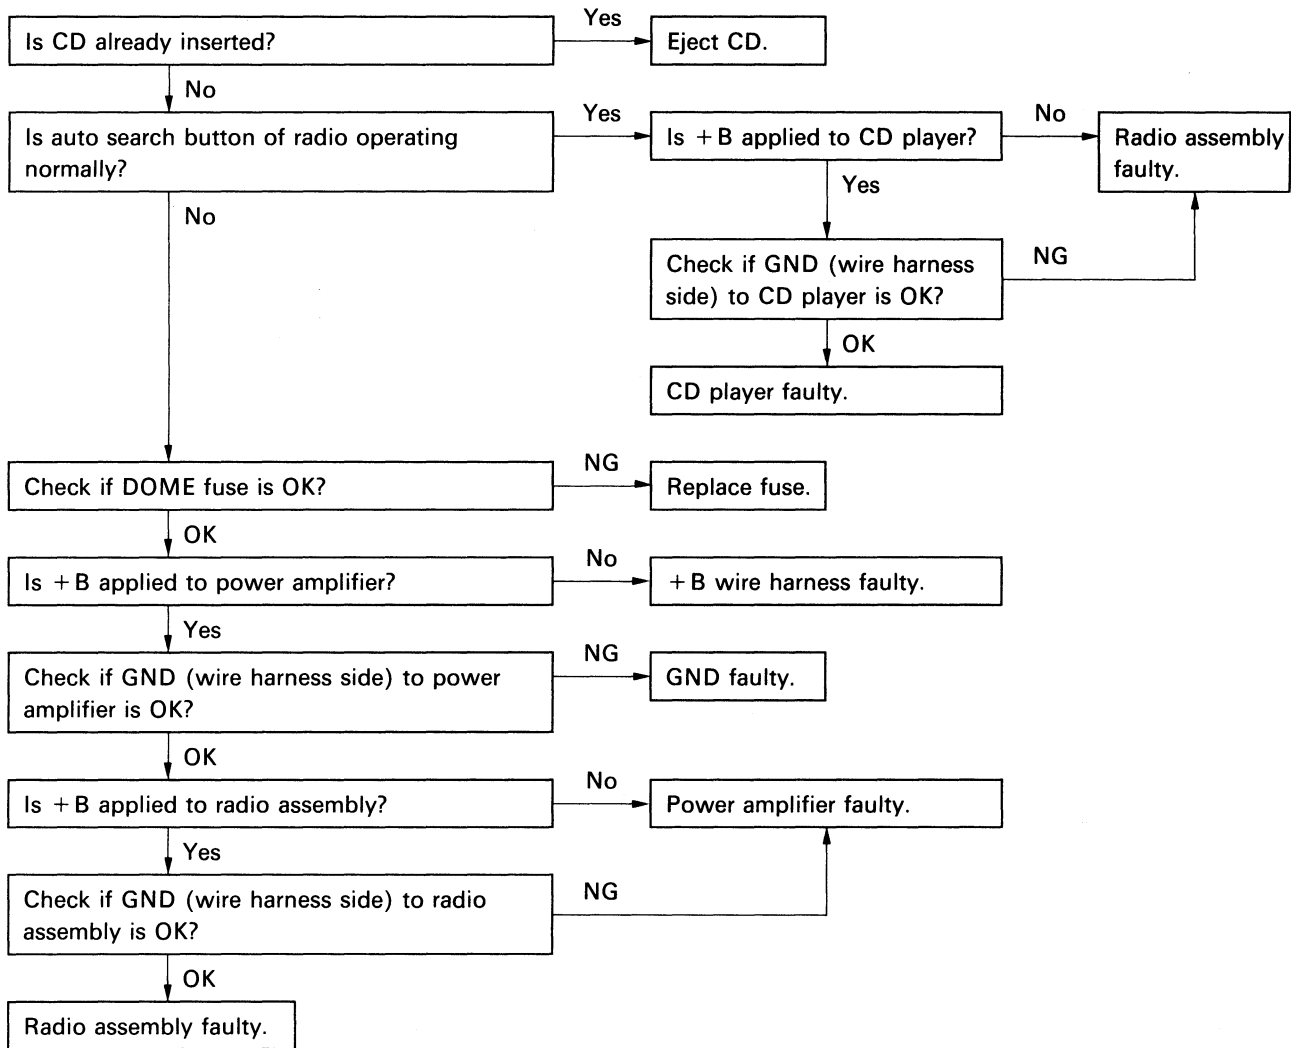 Is CD already inserted?
Yes
Eject CD.
No
Is auto search button of radio operating
normally?
Yes
Is +B applied to CD player?
No
Radio assembly
faulty.
Yes
No
Check if GND (wire harness
side) to CD player is OK?
NG
OK
CD player faulty.
Check if DOME fuse is OK?
NG
Replace fuse.
OK
Is +B applied to power amplifier?
No
+B wire harness faulty.
Yes
Check if GND (wire harness side) to power
amplifier is OK?
NG
GND faulty.
OK
Is +B applied to radio assembly?
No
Power amplifier faulty.
Yes
Check if GND (wire harness side) to radio
assembly is OK?
NG
OK
Radio assembly faulty.